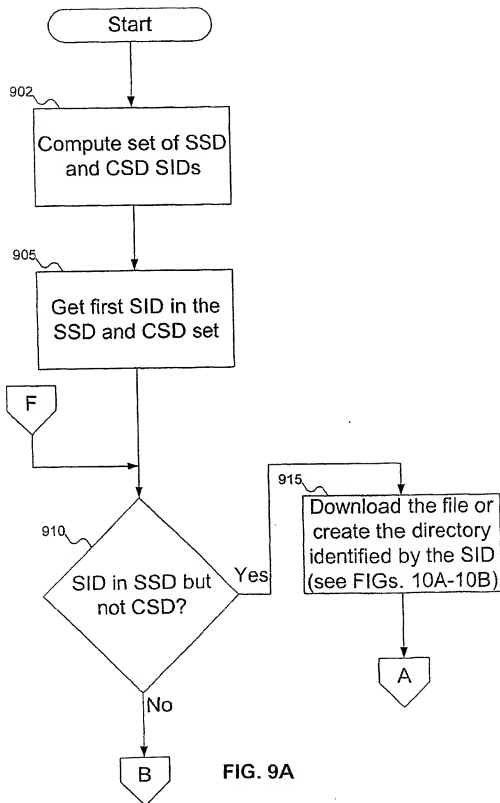 Start
902
Compute set of SSD
and CSD SIDs
905
Get first SID in the
SSD and CSD set
F
910
SID in SSD but
not CSD?
Yes
915
Download the file or
create the directory
identified by the SID
(see FIGs. 10A-10B)
A
No
B
FIG. 9A